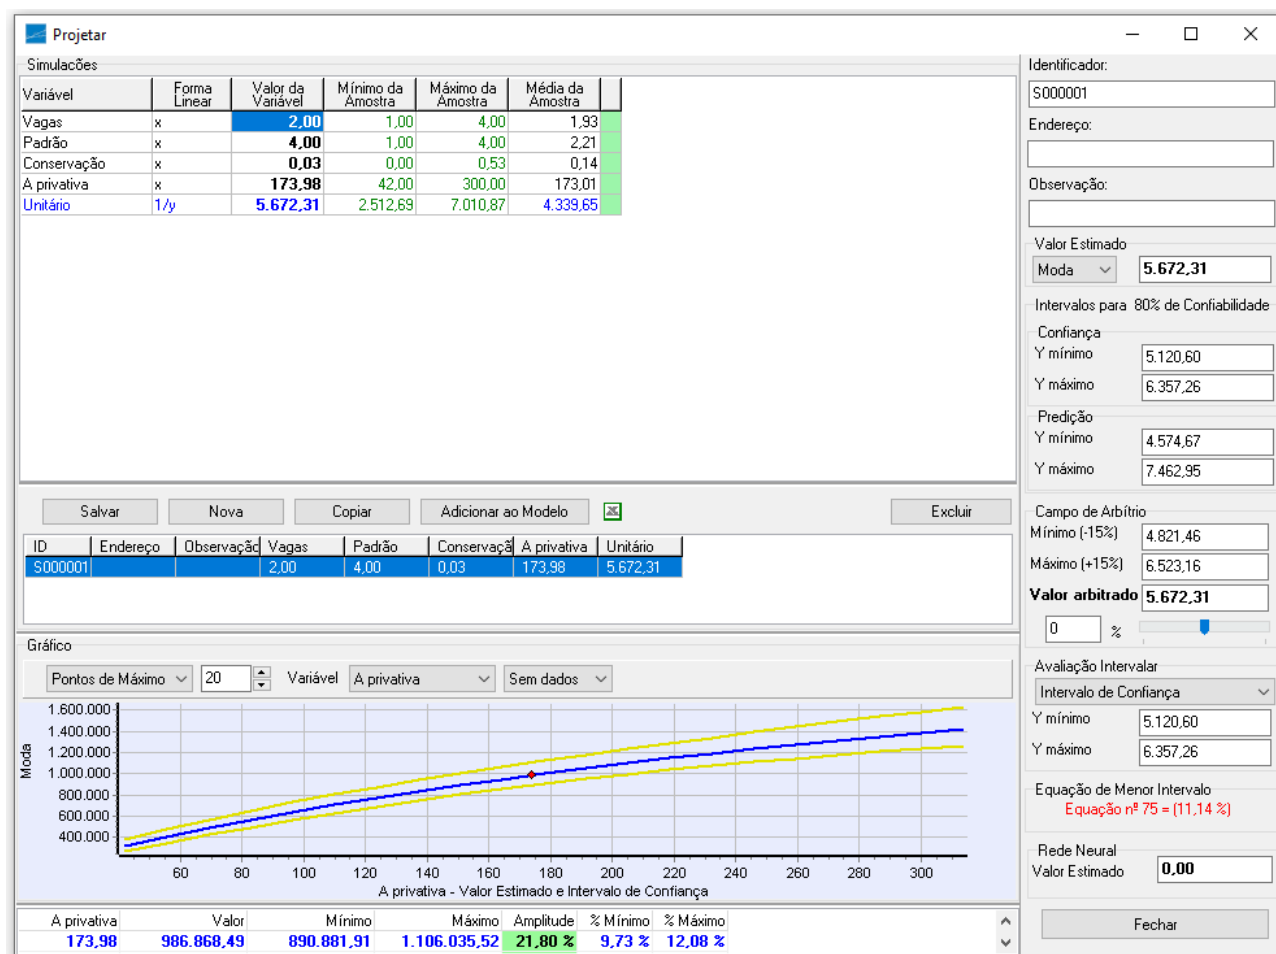 Projetar
Simulacões
Variável Forma Linear Valor da Variável Mínimo da Amostra Máximo da Amostra Média da Amostra
Vagas x 2,00 1,00 4,00 1,93
Padrão x 4,00 1,00 4,00 2,21
Conservação x 0,03 0,00 0,53 0,14
A privativa x 173,98 42,00 300,00 173,01
Unitário 1/y 5.672,31 2.512,69 7.010,87 4.339,65
Salvar Nova Copiar Adicionar ao Modelo Excluir
ID Endereço Observação Vagas Padrão Conservaçã A privativa Unitário
S000001 2,00 4,00 0,03 173,98 5.672,31
Gráfico
Pontos de Máximo 20 Variável A privativa Sem dados
1.600.000
1.400.000
1.200.000
1.000.000
800.000
600.000
400.000
Moda
60 80 100 120 140 160 180 200 220 240 260 280 300
A privativa - Valor Estimado e Intervalo de Confiança
A privativa Valor Mínimo Máximo Amplitude % Mínimo % Máximo
173,98 986.868,49 890.881,91 1.106.035,52 21,80 % 9,73 % 12,08 %
Identificador:
S000001
Endereço:
Observação:
Valor Estimado
Moda 5.672,31
Intervalos para 80% de Confiabilidade
Confiança
Y mínimo 5.120,60
Y máximo 6.357,26
Predição
Y mínimo 4.574,67
Y máximo 7.462,95
Campo de Arbítrio
Mínimo (-15%) 4.821,46
Máximo (+15%) 6.523,16
Valor arbitrado 5.672,31
0 %
Avaliação Intervalar
Intervalo de Confiança
Y mínimo 5.120,60
Y máximo 6.357,26
Equação de Menor Intervalo
Equação nº 75 = (11,14 %)
Rede Neural
Valor Estimado 0,00
Fechar